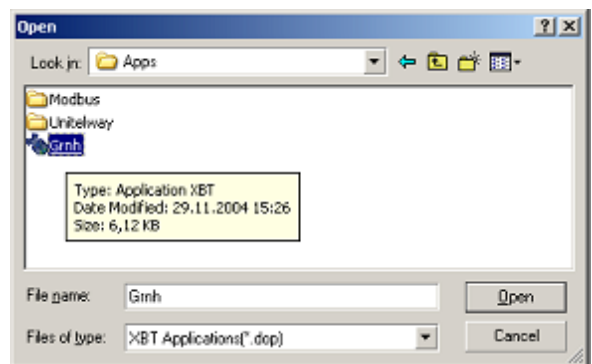 Open
Look in: Apps
Modbus
Unitelway
Grnh
Type: Application XBT
Date Modified: 29.11.2004 15:26
Size: 6,12 KB
File name: Grnh Open
Files of type: XBT Applications(*.dop) Cancel